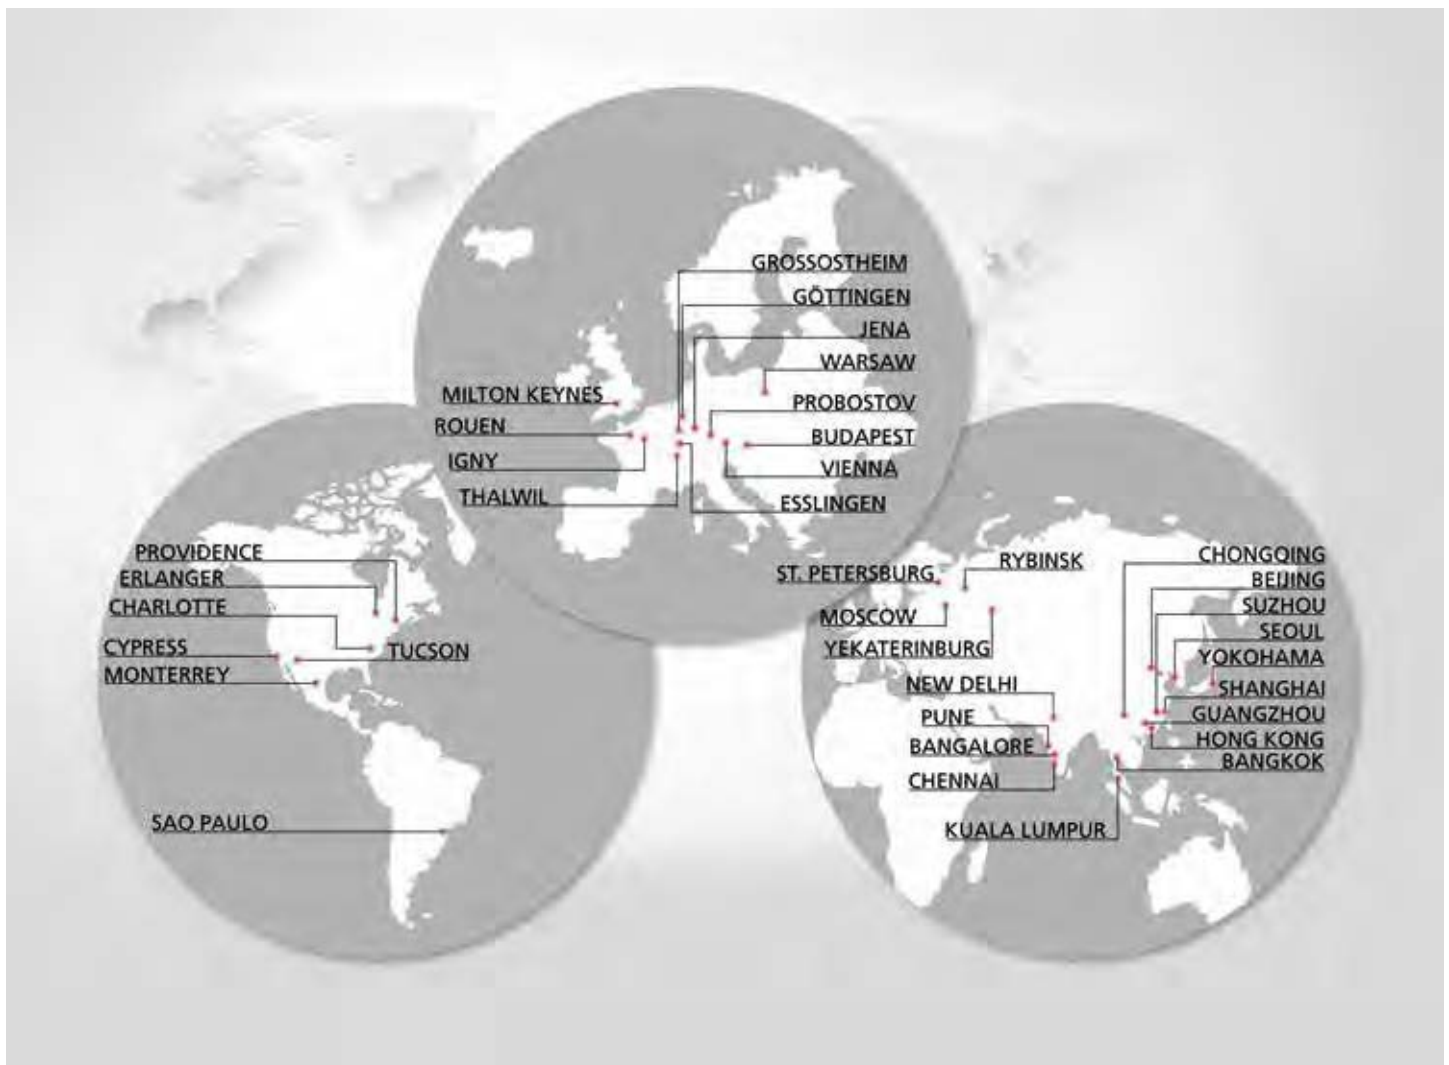 GROSSOSTHEIM
GÖTTINGEN
JENA
WARSAW
MILTON KEYNES
PROBOSTOV
ROUEN
BUDAPEST
IGNY
VIENNA
THALWIL
ESSLINGEN
PROVIDENCE
ERLANGER
CHARLOTTE
CYPRESS
TUCSON
MONTERREY
SAO PAULO
ST. PETERSBURG
RYBINSK
MOSCOW
YEKATERINBURG
NEW DELHI
PUNE
BANGALORE
CHENNAI
KUALA LUMPUR
CHONGQING
BEIJING
SUZHOU
SEOUL
YOKOHAMA
SHANGHAI
GUANGZHOU
HONG KONG
BANGKOK